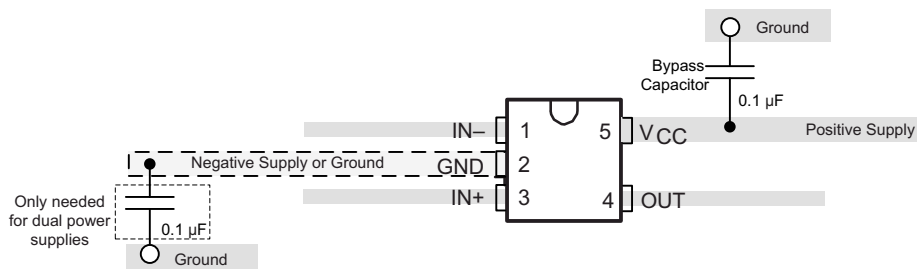 Ground
Bypass
Capacitor
0.1 µF
IN– 1 5 VCC Positive Supply
Negative Supply or Ground GND 2
IN+ 3 4 OUT
Only needed
for dual power
supplies
0.1 µF
Ground